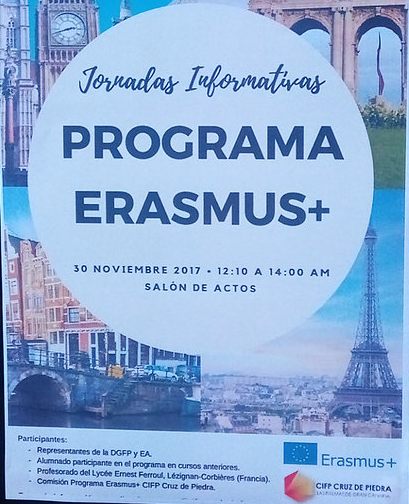 Jornadas Informativas
PROGRAMA
ERASMUS+
30 NOVIEMBRE 2017 • 12:10 A 14:00 AM
SALÓN DE ACTOS
Participantes:
- Representantes de la DGFP y EA.
- Alumnado participante en el programa en cursos anteriores.
- Profesorado del Lycée Ernest Ferroul, Lézignan-Corbières (Francia).
- Comisión Programa Erasmus+ CIFP Cruz de Piedra.
Erasmus+
CIFP CRUZ DE PIEDRA